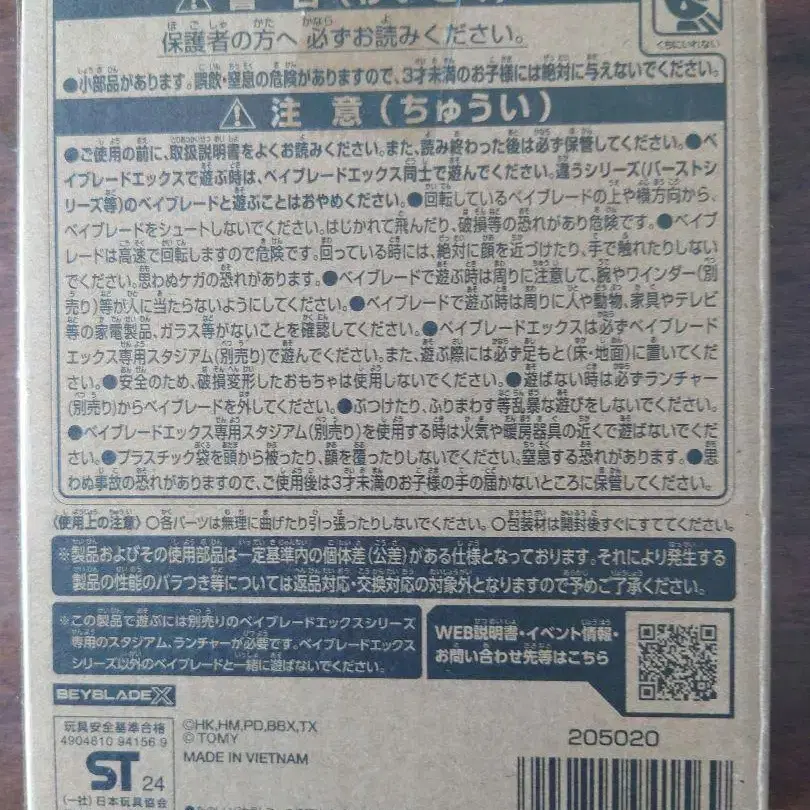 警告(けいこく)
保護者の方へ 必ずお読みください。
くちにいれない
●小部品があります。誤飲・窒息の危険がありますので、3才未満のお子様には絶対に与えないでください。
注意(ちゅうい)
●ご使用の前に、取扱説明書をよくお読みください。また、読み終わった後は必ず保管してください。●ベ
イブレードエックスで遊ぶ時は、ベイブレードエックス同士で遊んでください。違うシリーズ(バーストシ
リーズ等)のベイブレードと遊ぶことはおやめください。●回転しているベイブレードの上や横方向から、
ベイブレードをシュートしないでください。はじかれて飛んだり、破損等の恐れがあり危険です。●ベイブ
レードは高速で回転しますので危険です。回っている時には、絶対に顔を近づけたり、手で触れたりしない
でください。思わぬケガの恐れがあります。●ベイブレードで遊ぶ時は周りに注意して、腕やワインダー(別
売り)等が人に当たらないようにしてください。●ベイブレードで遊ぶ時は周りに人や動物、家具やテレビ
等の家電製品、ガラス等がないことを確認してください。●ベイブレードエックスは必ずベイブレード
エックス専用スタジアム(別売り)で遊んでください。また、遊ぶ際には必ず足もと(床・地面)に置いてくだ
さい。●安全のため、破損変形したおもちゃは使用しないでください。●遊ばない時は必ずランチャー
(別売り)からベイブレードを外してください。●ぶつけたり、ふりまわす等乱暴な遊びをしないでください。
●ベイブレードエックス専用スタジアム(別売り)を使用する時は火気や暖房器具の近くで遊ばないでくだ
さい。●プラスチック袋を頭から被ったり、顔を覆ったりしないでください。窒息する恐れがあります。●思
わぬ事故の恐れがありますので、ご使用後は3才未満のお子様の手の届かないところに保管してください。
〈使用上の注意〉○各パーツは無理に曲げたり引っ張ったりしないでください。○包装材は開封後すぐにすててください。
※製品およびその使用部品は一定基準内の個体差(公差)がある仕様となっております。それにより発生する
製品の性能のバラつき等については返品対応・交換対応の対象外となりますので予めご了承ください。
※この製品で遊ぶには別売りのベイブレードエックスシリーズ
専用のスタジアム、ランチャーが必要です。ベイブレードエックス
シリーズ以外のベイブレードと一緒に遊ばないでください。
WEB説明書・イベント情報・
お問い合わせ先等はこちら
BEYBLADE X
玩具安全基準合格
4904810 94156 9
ST 24
(一社)日本玩具協会
©HK,HM,PD,BBX,TX
© TOMY
MADE IN VIETNAM
205020